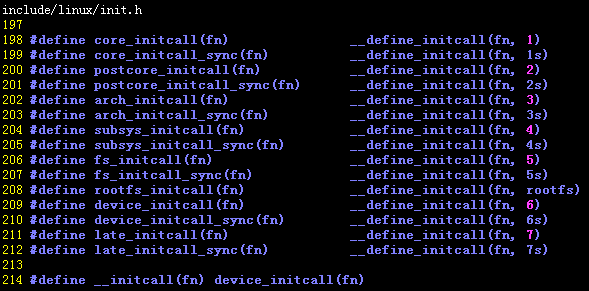 include/linux/init.h
197
198 #define core_initcall(fn) __define_initcall(fn, 1)
199 #define core_initcall_sync(fn) __define_initcall(fn, 1s)
200 #define postcore_initcall(fn) __define_initcall(fn, 2)
201 #define postcore_initcall_sync(fn) __define_initcall(fn, 2s)
202 #define arch_initcall(fn) __define_initcall(fn, 3)
203 #define arch_initcall_sync(fn) __define_initcall(fn, 3s)
204 #define subsys_initcall(fn) __define_initcall(fn, 4)
205 #define subsys_initcall_sync(fn) __define_initcall(fn, 4s)
206 #define fs_initcall(fn) __define_initcall(fn, 5)
207 #define fs_initcall_sync(fn) __define_initcall(fn, 5s)
208 #define rootfs_initcall(fn) __define_initcall(fn, rootfs)
209 #define device_initcall(fn) __define_initcall(fn, 6)
210 #define device_initcall_sync(fn) __define_initcall(fn, 6s)
211 #define late_initcall(fn) __define_initcall(fn, 7)
212 #define late_initcall_sync(fn) __define_initcall(fn, 7s)
213
214 #define __initcall(fn) device_initcall(fn)